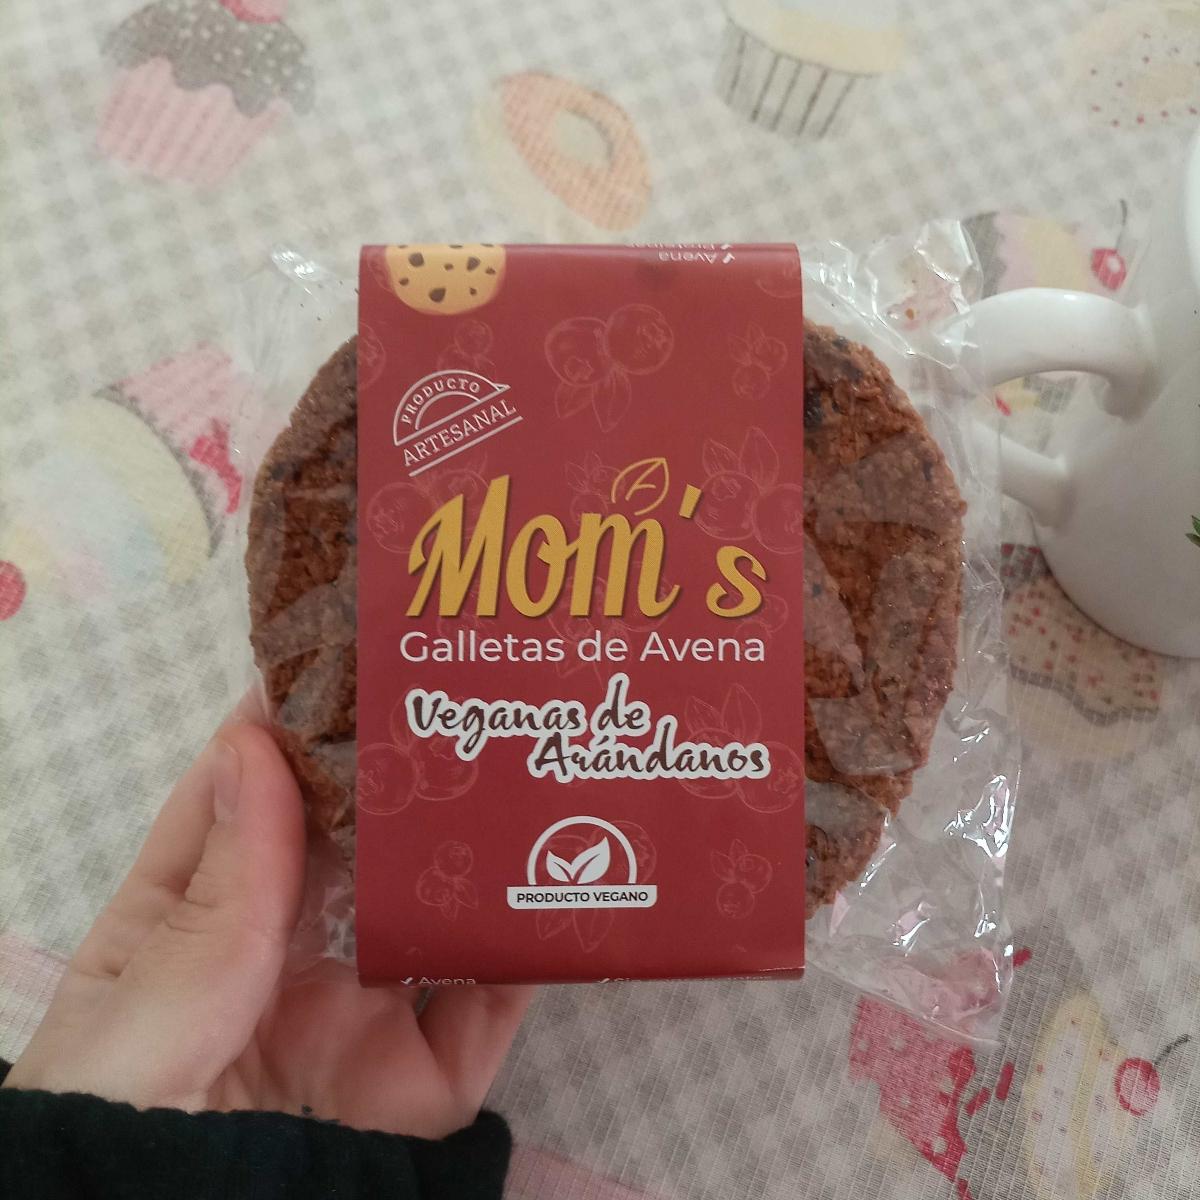 ✓ Avena
PRODUCTO
ARTESANAL
Mom's
Galletas de Avena
Veganas de
Arándanos
PRODUCTO VEGANO
✓ Avena